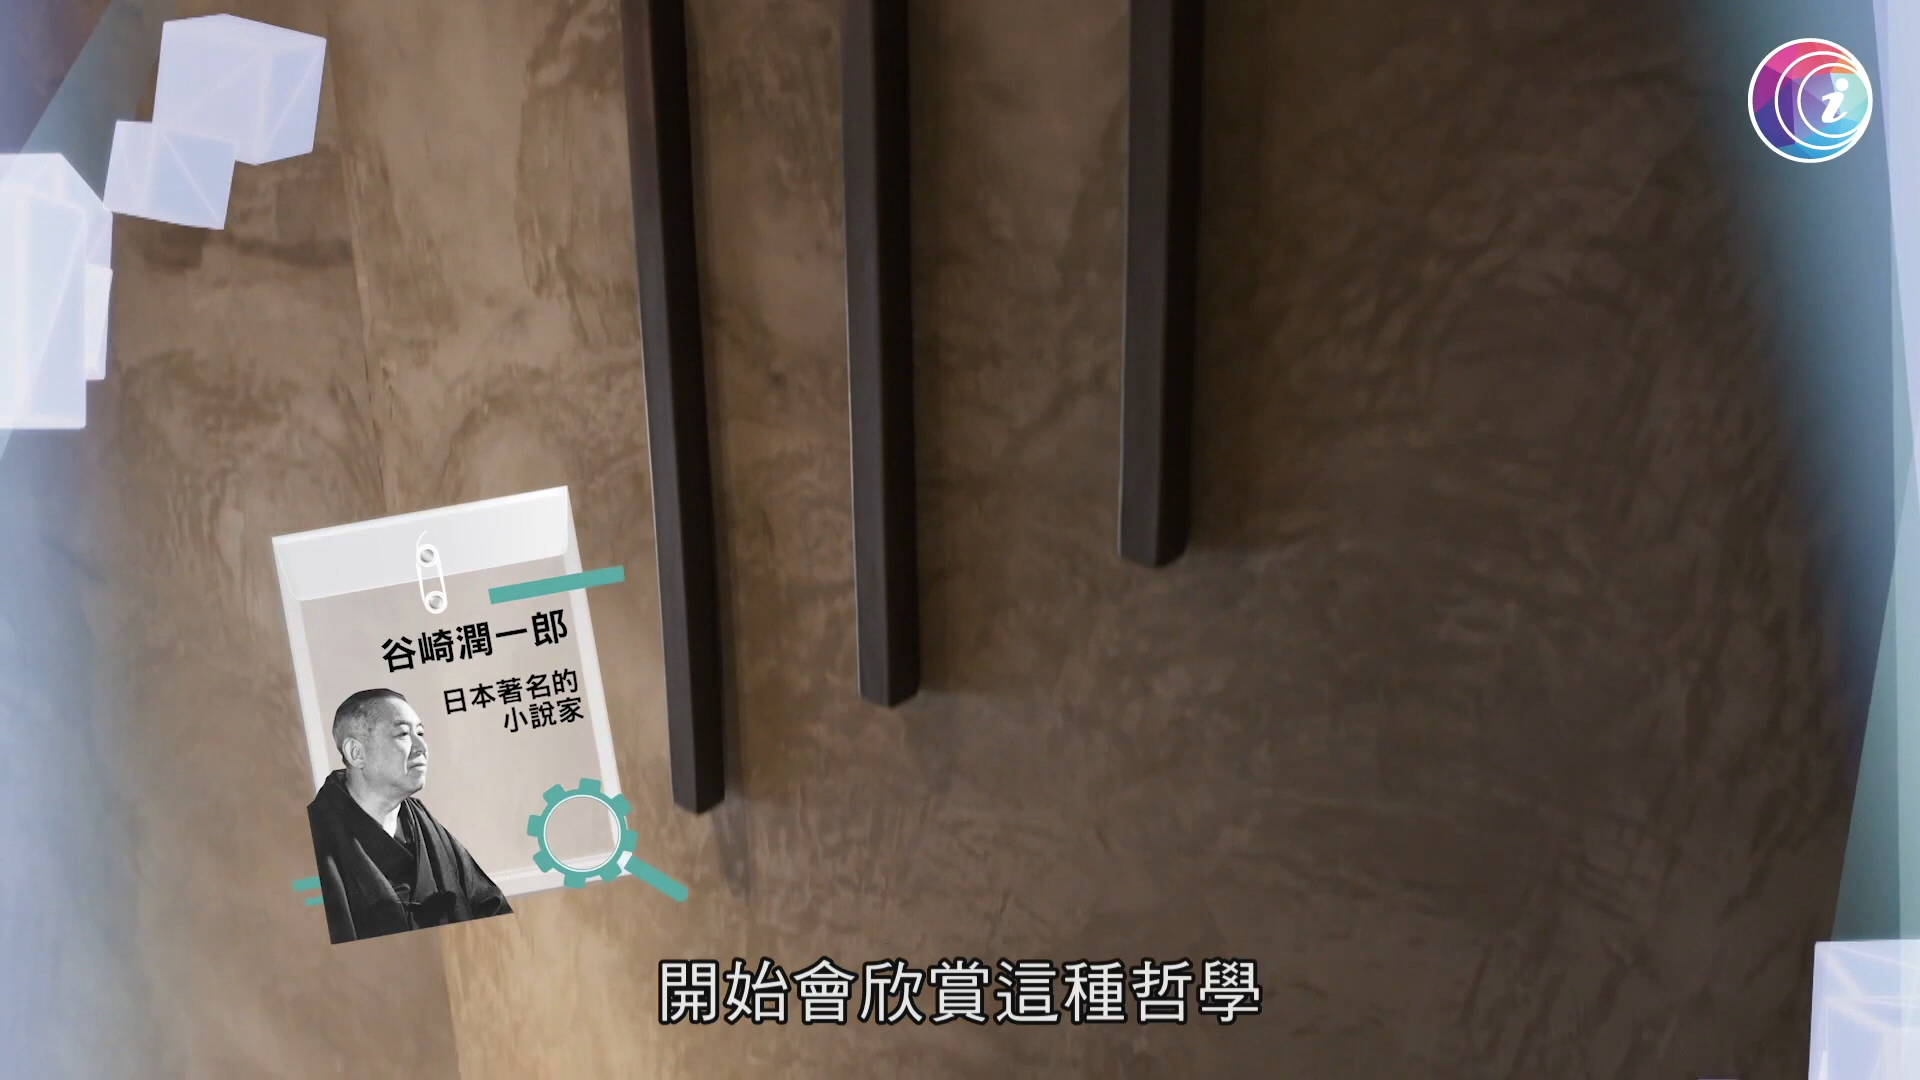 i
谷崎潤一郎
日本著名的
小說家
開始會欣賞這種哲學